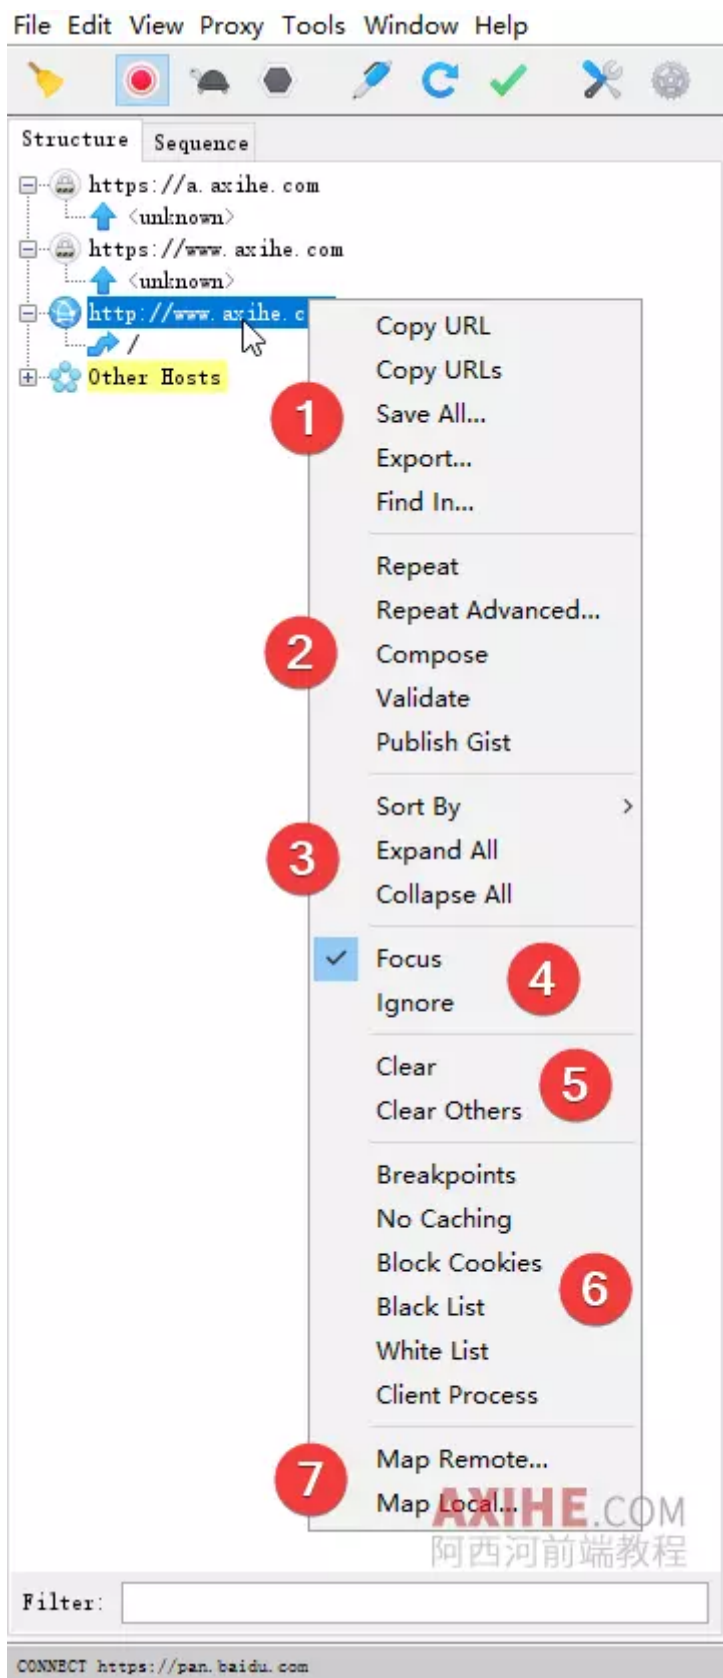 File Edit View Proxy Tools Window Help
Structure Sequence
https://a.axihe.com
<unknown>
https://www.axihe.com
<unknown>
http://www.axihe.c
/
Other Hosts
Copy URL
Copy URLs
1
Save All...
Export...
Find In...
Repeat
Repeat Advanced...
2
Compose
Validate
Publish Gist
Sort By
3
Expand All
Collapse All
Focus
4
Ignore
Clear
5
Clear Others
Breakpoints
No Caching
Block Cookies
6
Black List
White List
Client Process
7
Map Remote...
Map Local...
AXIHE.COM
阿西河前端教程
Filter:
CONNECT https://pan.baidu.com